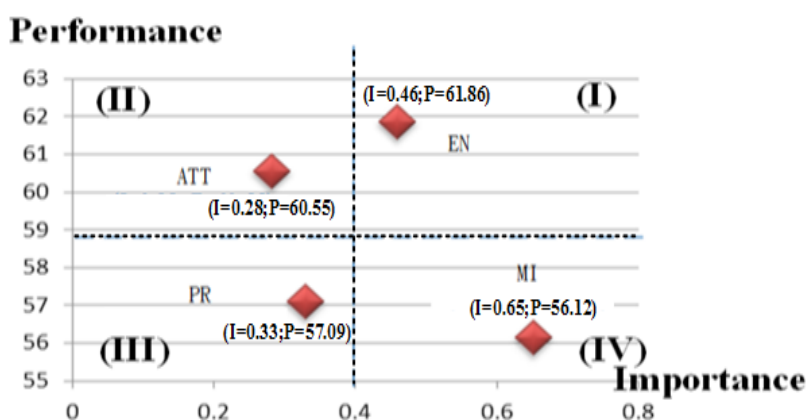 Performance
63
(II)
(I=0.46;P=61.86)
(I)
62
EN
61
ATT
60
(I=0.28;P=60.55)
59
58
MI
PR
57
(I=0.65;P=56.12)
(I=0.33;P=57.09)
56
(III)
(IV)
55
Importance
0
0.2
0.4
0.6
0.8